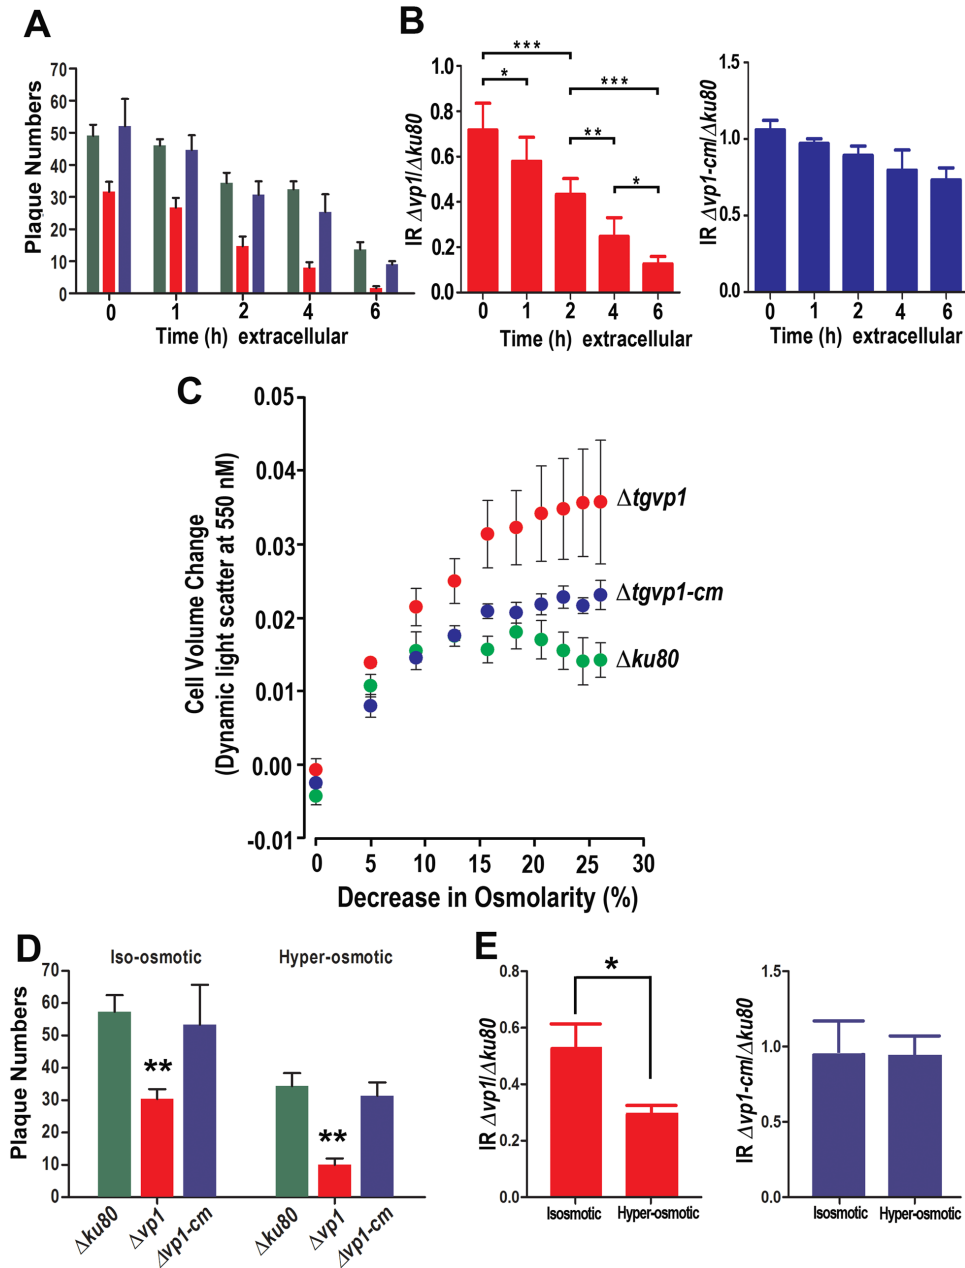 A
Plaque Numbers
70
60
50
40
30
20
10
0
0 1 2 4 6
Time (h) extracellular
B
IR Δvp1/Δku80
1.0
0.8
0.6
0.4
0.2
0.0
***
*
***
**
*
0 1 2 4 6
Time (h) extracellular
IR Δvp1-cm/Δku80
1.5
1.0
0.5
0.0
0 1 2 4 6
Time (h) extracellular
C
Cell Volume Change
(Dynamic light scatter at 550 nM)
0.05
0.04
0.03
0.02
0.01
0.00
-0.01
Δtgvp1
Δtgvp1-cm
Δku80
0 5 10 15 20 25 30
Decrease in Osmolarity (%)
D
Iso-osmotic Hyper-osmotic
Plaque Numbers
70
60
50
40
30
20
10
0
**
**
Δku80 Δvp1 Δvp1-cm Δku80 Δvp1 Δvp1-cm
E
IR Δvp1/Δku80
0.8
0.6
0.4
0.2
0.0
*
Isosmotic Hyper-osmotic
IR Δvp1-cm/Δku80
1.5
1.0
0.5
0.0
Isosmotic Hyper-osmotic